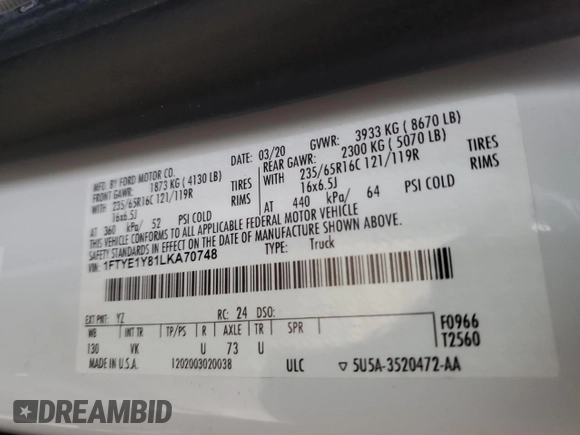 MFD. BY FORD MOTOR CO.
DATE: 03/20 GVWR: 3933 KG ( 8670 LB)
FRONT GAWR: 1873 KG ( 4130 LB)
REAR GAWR: 2300 KG ( 5070 LB)
WITH 235/65R16C 121/119R TIRES
WITH 235/65R16C 121/119R TIRES
16x6.5J RIMS
16x6.5J RIMS
AT 360 kPa/ 52 PSI COLD
AT 440 kPa/ 64 PSI COLD
THIS VEHICLE CONFORMS TO ALL APPLICABLE FEDERAL MOTOR VEHICLE
SAFETY STANDARDS IN EFFECT ON THE DATE OF MANUFACTURE SHOWN ABOVE.
VIN: 1FTYE1Y81LKA70748
TYPE: Truck
EXT PNT: YZ RC: 24 DSO:
WB INT TR TP/PS R AXLE TR SPR
F0966
T2560
130 VK U 73 U
MADE IN U.S.A. 1202003020038 ULC ▽ 5U5A-3520472-AA
DREAMBID